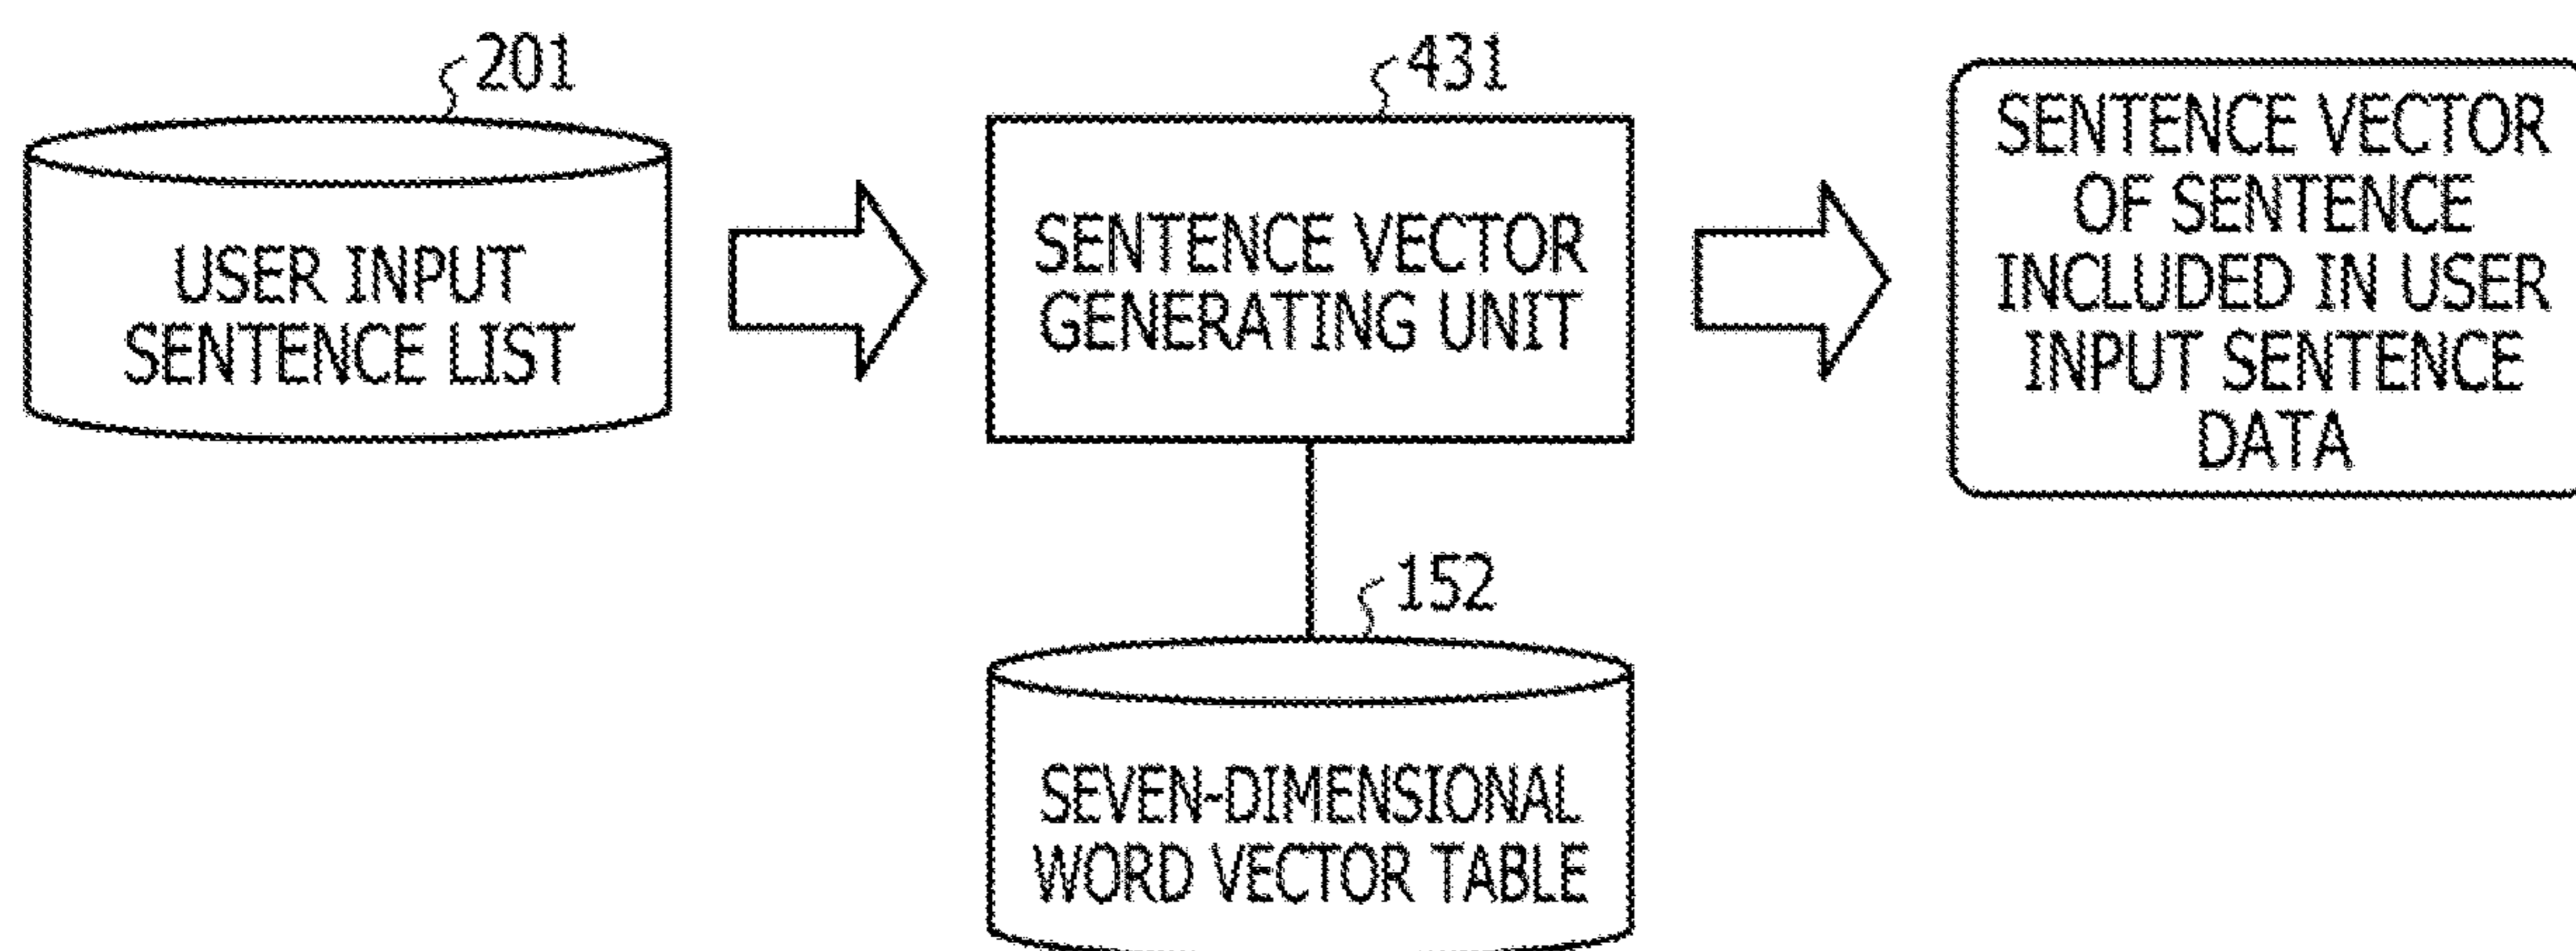 201
USER INPUT
SENTENCE LIST
431
SENTENCE VECTOR
GENERATING UNIT
SENTENCE VECTOR
OF SENTENCE
INCLUDED IN USER
INPUT SENTENCE
DATA
152
SEVEN-DIMENSIONAL
WORD VECTOR TABLE